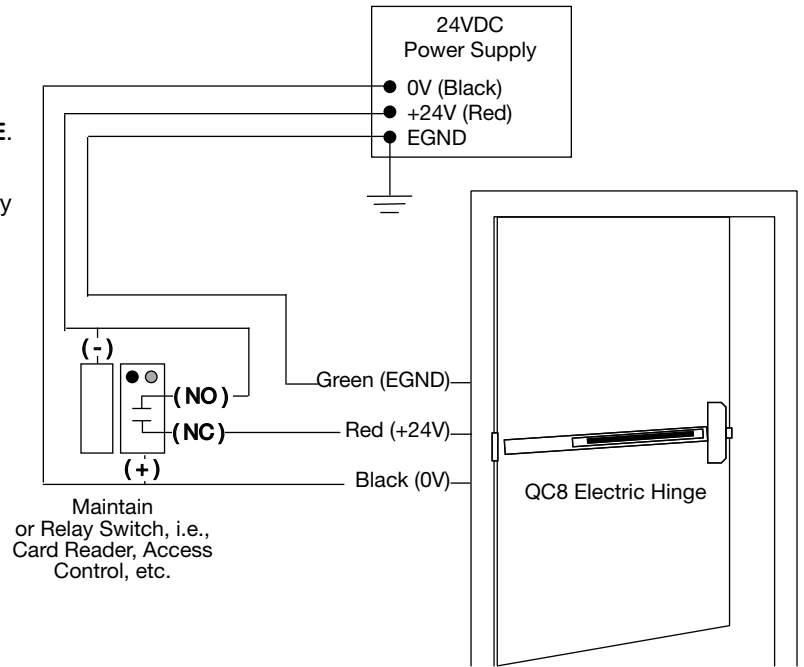 24VDC
Power Supply
0V (Black)
+24V (Red)
EGND
E.
y
(-)
(NO)
(NC)
(+)
Green (EGND)
Red (+24V)
Black (0V)
QC8 Electric Hinge
Maintain
or Relay Switch, i.e.,
Card Reader, Access
Control, etc.